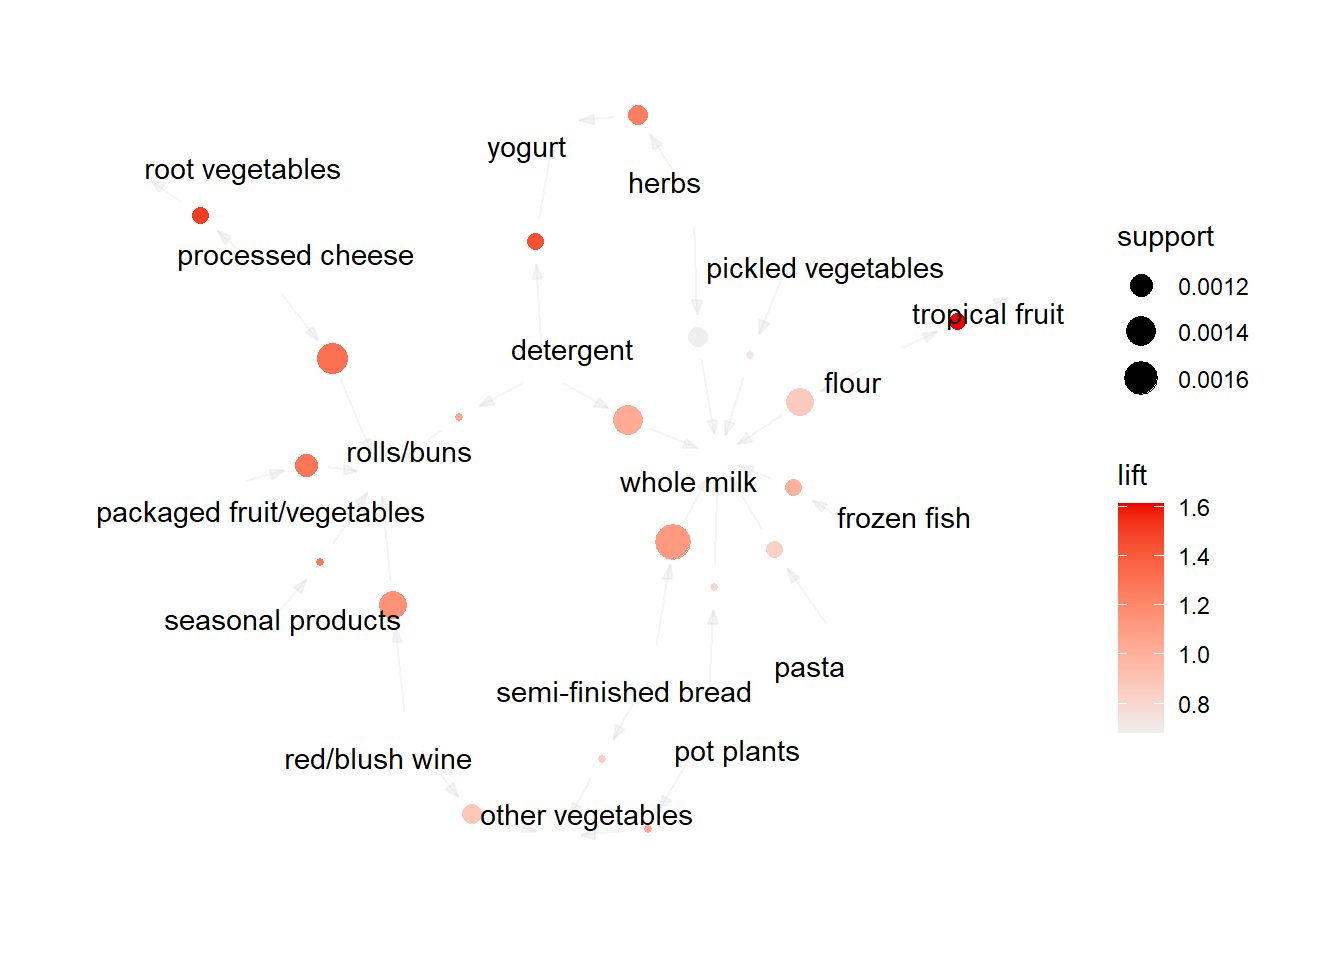 yogurt
root vegetables
herbs
processed cheese
pickled vegetables
tropical fruit
detergent
flour
rolls/buns
whole milk
packaged fruit/vegetables
frozen fish
seasonal products
pasta
semi-finished bread
red/blush wine
pot plants
other vegetables
support
0.0012
0.0014
0.0016
lift
1.6
1.4
1.2
1.0
0.8